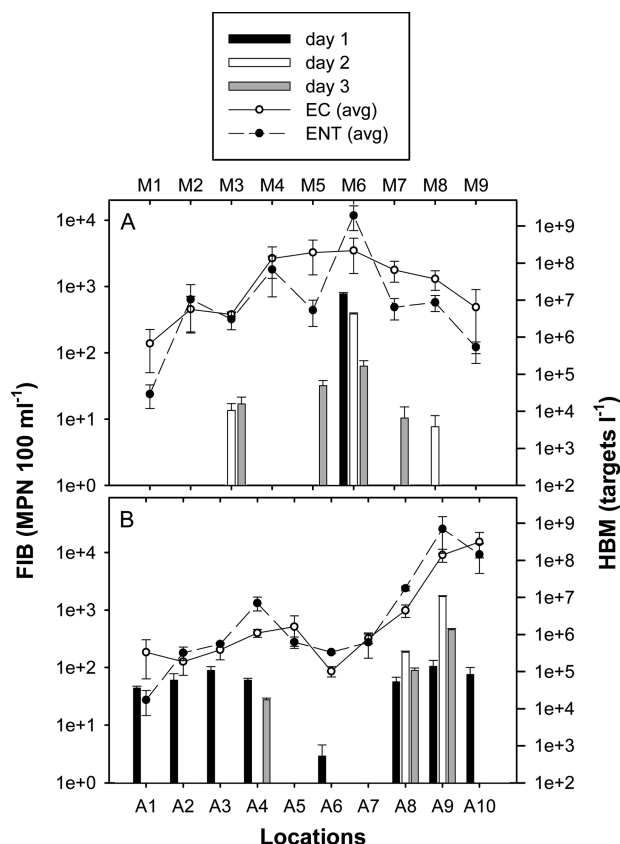 day 1
day 2
day 3
EC (avg)
ENT (avg)
M1 M2 M3 M4 M5 M6 M7 M8 M9
A
1e+4
1e+3
1e+2
1e+1
1e+0
1e+9
1e+8
1e+7
1e+6
1e+5
1e+4
1e+3
1e+2
B
1e+4
1e+3
1e+2
1e+1
1e+0
1e+9
1e+8
1e+7
1e+6
1e+5
1e+4
1e+3
1e+2
FIB (MPN 100 ml⁻¹)
HBM (targets l⁻¹)
A1 A2 A3 A4 A5 A6 A7 A8 A9 A10
Locations